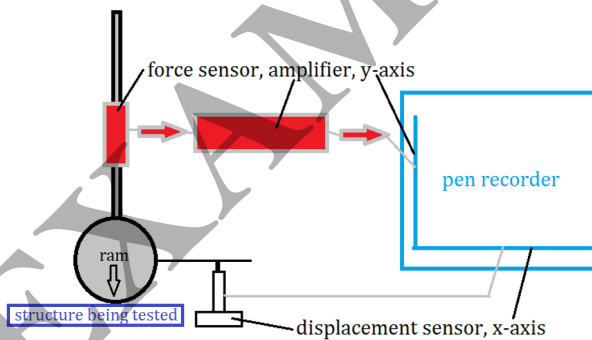 force sensor, amplifier, y-axis
pen recorder
ram
structure being tested
displacement sensor, x-axis